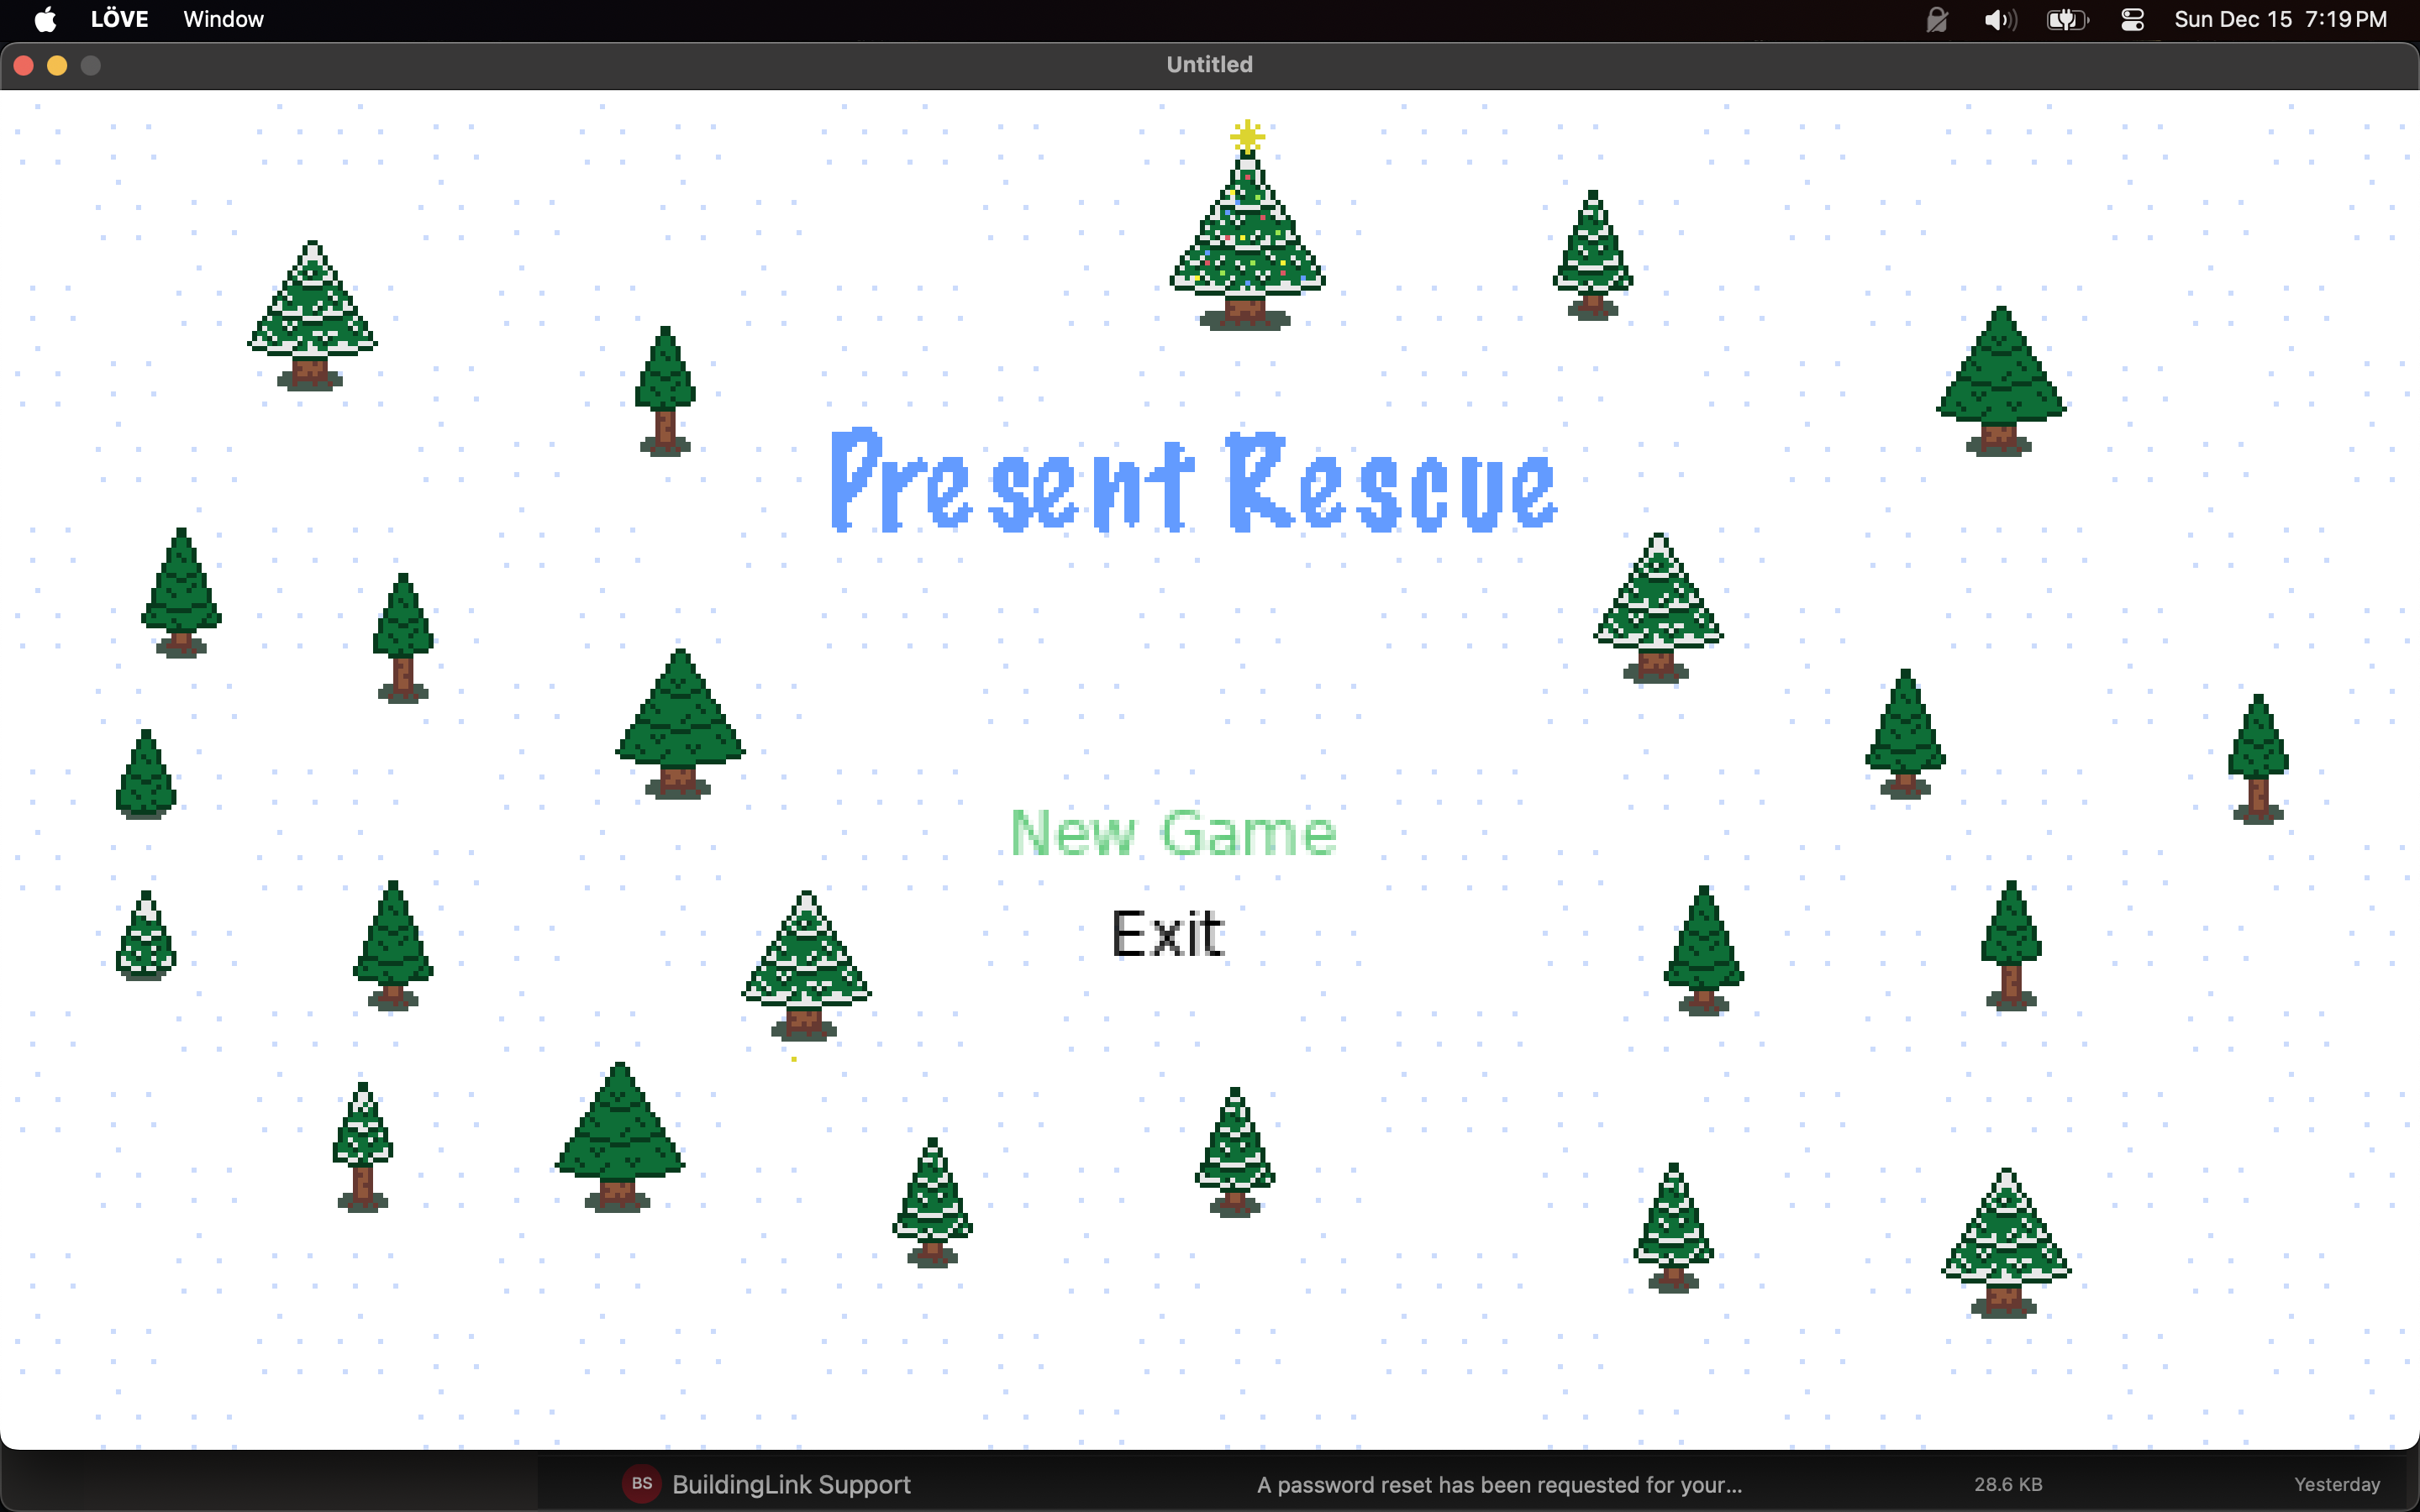 LÖVE Window Sun Dec 15 7:19 PM
Untitled
Present Rescue
New Game
Exit
BS BuildingLink Support A password reset has been requested for your... 28.6 KB Yesterday